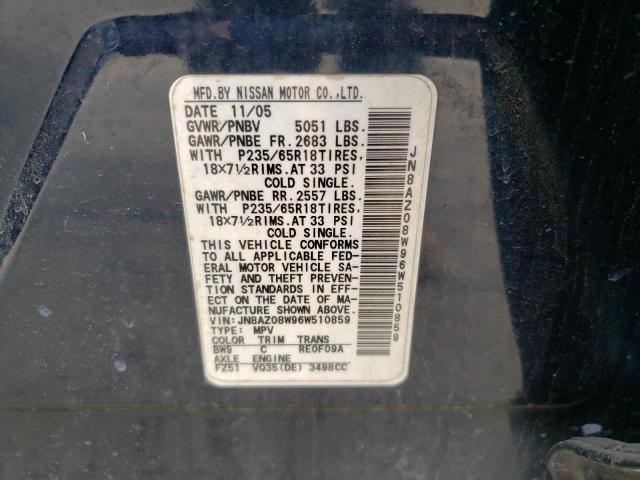 MFD.BY NISSAN MOTOR CO.,LTD.
DATE 11/05
GVWR/PNBV 5051 LBS.
GAWR/PNBE FR.2683 LBS.
WITH P235/65R18TIRES,
18X7½RIMS.AT 33 PSI
COLD SINGLE.
GAWR/PNBE RR.2557 LBS.
WITH P235/65R18TIRES,
18X7½RIMS.AT 33 PSI
COLD SINGLE.
THIS VEHICLE CONFORMS
TO ALL APPLICABLE FED-
ERAL MOTOR VEHICLE SA-
FETY AND THEFT PREVEN-
TION STANDARDS IN EFF-
ECT ON THE DATE OF MA-
NUFACTURE SHOWN ABOVE.
VIN:JN8AZ08W96W510859
TYPE: MPV
COLOR TRIM TRANS
BW9 C RE0F09A
AXLE ENGINE
FZ51 VQ35(DE) 3498CC
JN8AZ08W96W510859